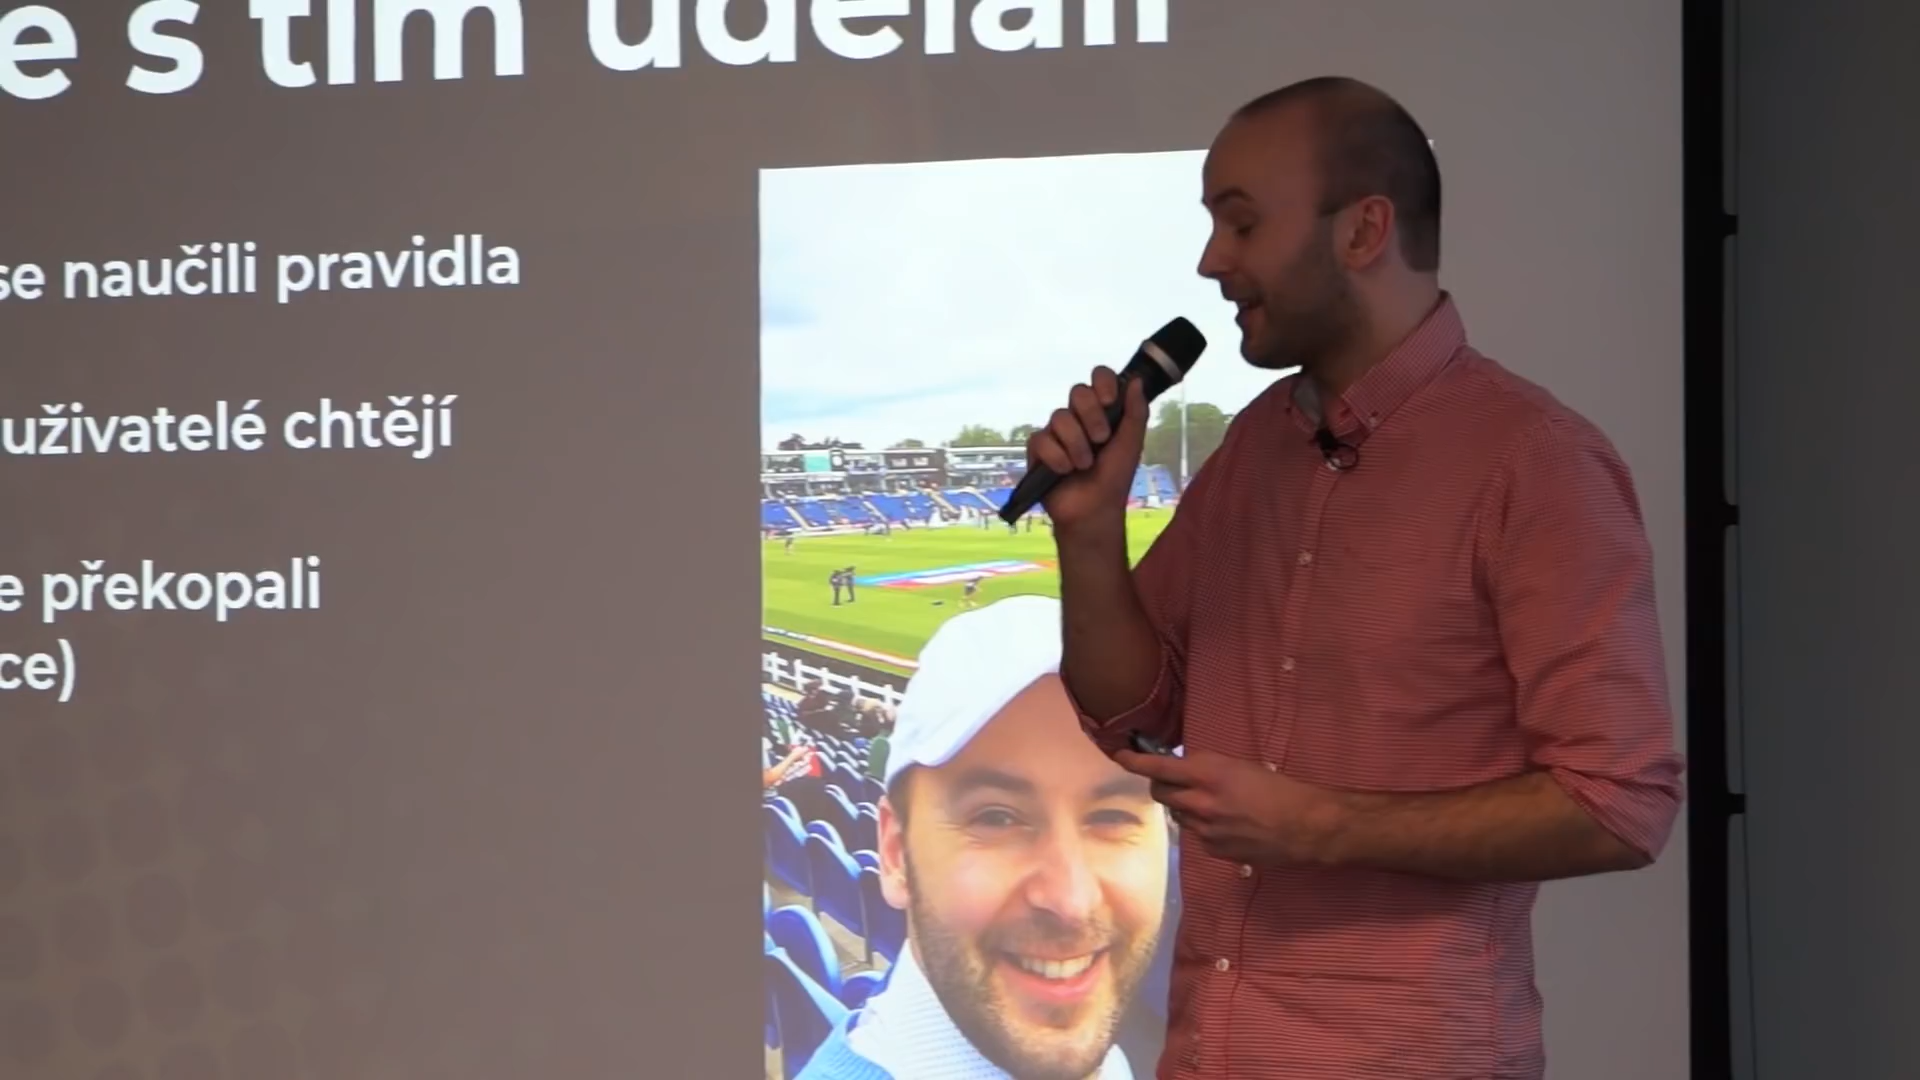 e s tím udělali
se naučili pravidla
uživatelé chtějí
e překopali
ce)